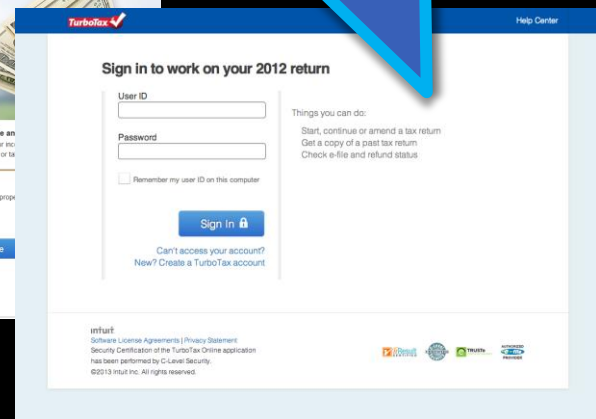 TurboTax
Help Center
Sign in to work on your 2012 return
User ID
Password
Remember my user ID on this computer
Sign In
Can't access your account?
New? Create a TurboTax account
Things you can do:
Start, continue or amend a tax return
Get a copy of a past tax return
Check e-file and refund status
intuit
Software License Agreements | Privacy Statement
Security Certification of the TurboTax Online application
has been performed by C-Level Security.
©2013 Intuit Inc. All rights reserved.
TRUSTe
AUTHORIZED
e-file
PROVIDER